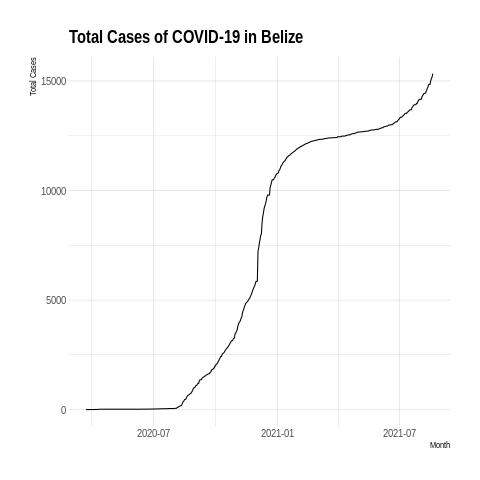 Total Cases of COVID-19 in Belize
Total Cases
15000
10000
5000
0
2020-07
2021-01
2021-07
Month